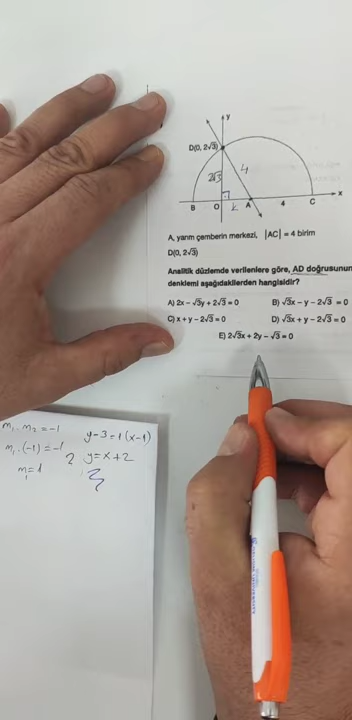 y
D(0, 2√3)
4
2√3
x
B O k A 4 C
A, yarım çemberin merkezi, |AC| = 4 birim
D(0, 2√3)
Analitik düzlemde verilenlere göre, AD doğrusunun
denklemi aşağıdakilerden hangisidir?
A) 2x – √3y + 2√3 = 0 B) √3x – y – 2√3 = 0
C) x + y – 2√3 = 0 D) √3x + y – 2√3 = 0
E) 2√3x + 2y – √3 = 0
m₁ . m₂ = -1 y-3=1(x-1)
m₁ . (-1) = -1 2 y=x+2
m₁=1